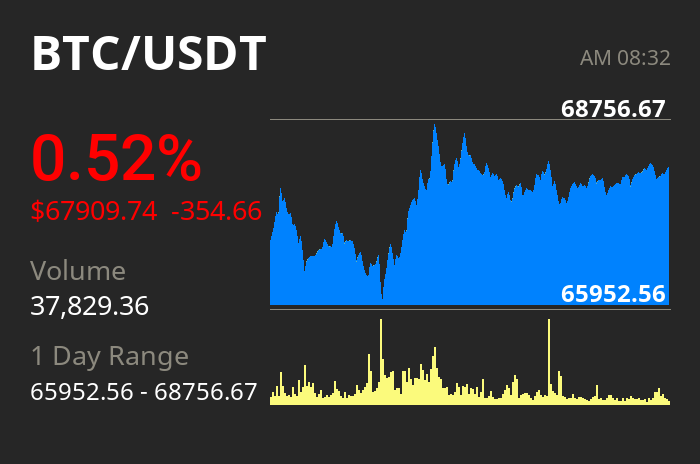 BTC/USDT
AM 08:32
68756.67
0.52%
$67909.74 -354.66
Volume
37,829.36
65952.56
1 Day Range
65952.56 - 68756.67